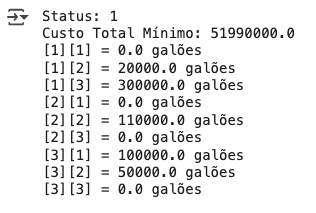 Status: 1
Custo Total Mínimo: 51990000.0
[1][1] = 0.0 galões
[1][2] = 20000.0 galões
[1][3] = 300000.0 galões
[2][1] = 0.0 galões
[2][2] = 110000.0 galões
[2][3] = 0.0 galões
[3][1] = 100000.0 galões
[3][2] = 50000.0 galões
[3][3] = 0.0 galões